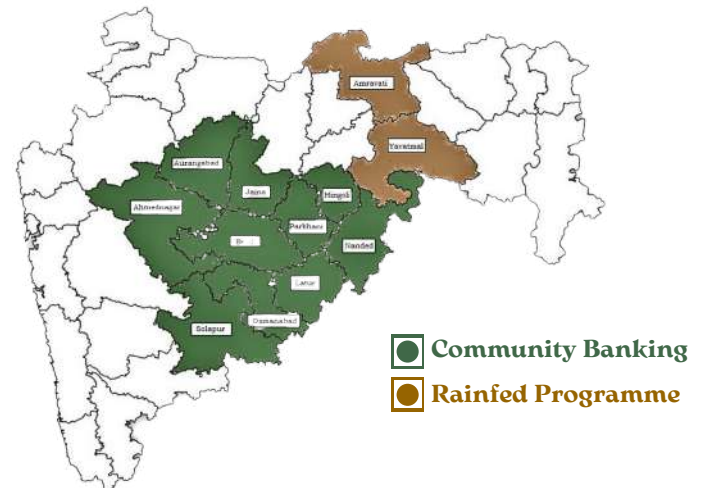 Amravati
Yavatmal
Aurangabad
Jalna
Hingoli
Ahmednagar
Parbhani
Nanded
Latur
Osmanabad
Solapur
Community Banking
Rainfed Programme